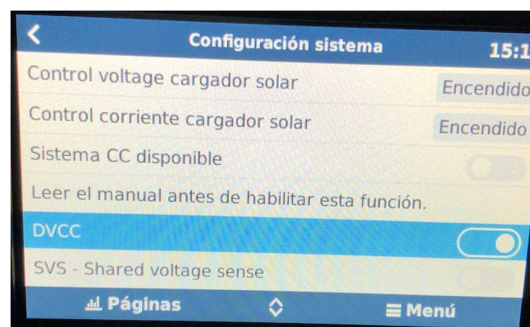 Configuración sistema 15:1
Control voltage cargador solar Encendido
Control corriente cargador solar Encendido
Sistema CC disponible
Leer el manual antes de habilitar esta función.
DVCC
SVS - Shared voltage sense
Páginas Menú